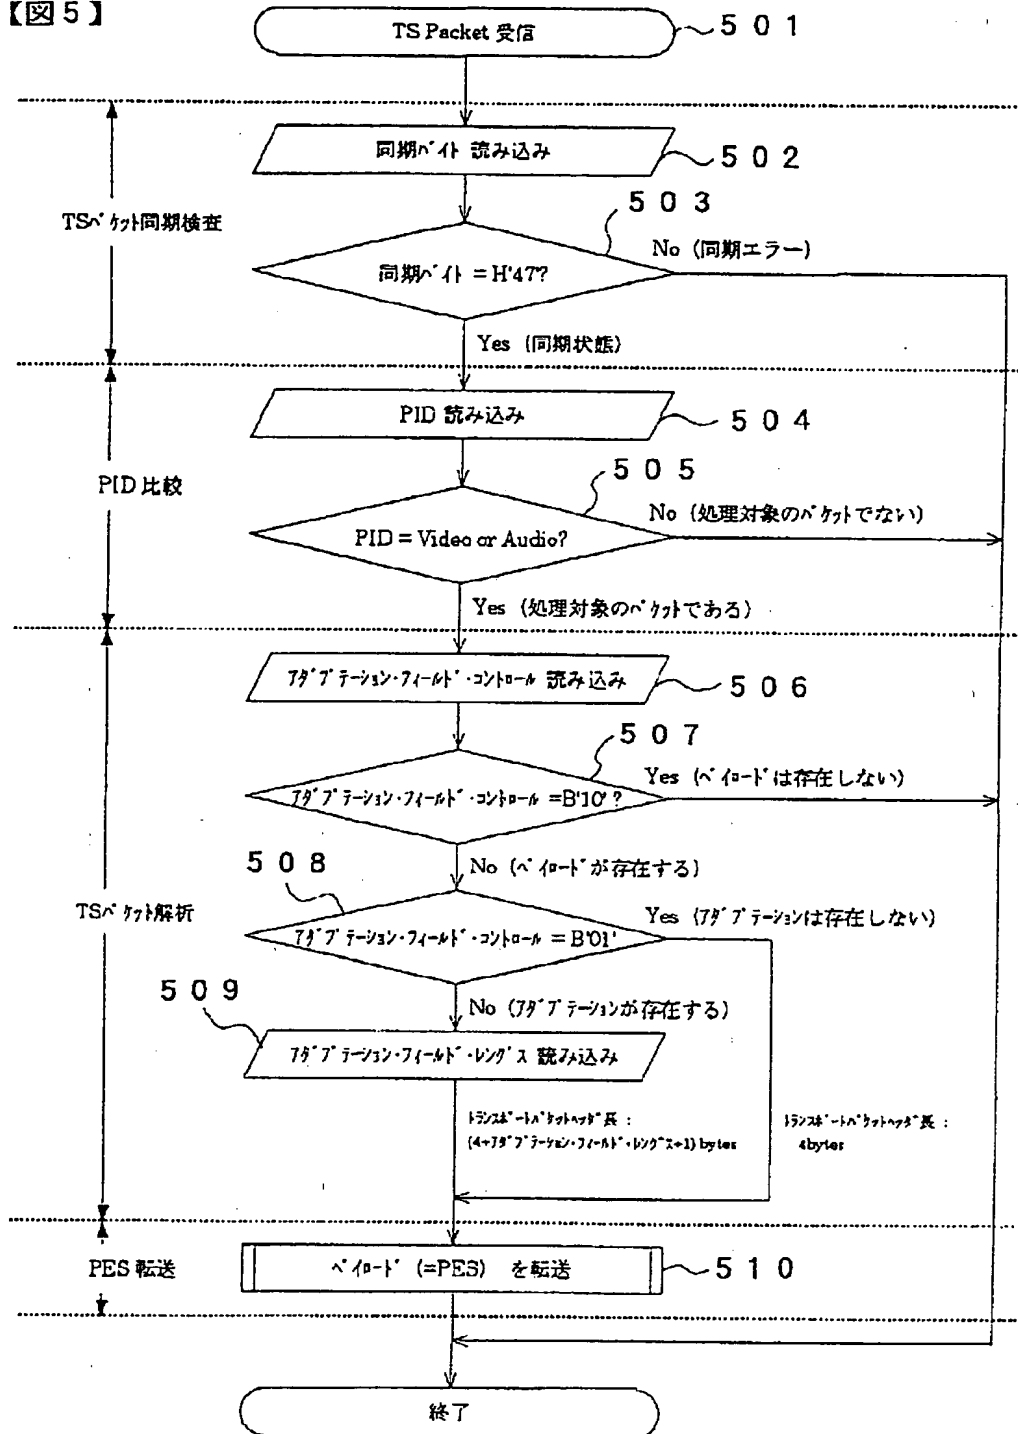 【図5】
TS Packet 受信
501
同期ﾊﾞｲﾄ 読み込み
502
503
TSﾊﾟｹｯﾄ同期検査
No (同期エラー)
同期ﾊﾞｲﾄ = H'47?
Yes (同期状態)
PID 読み込み
504
505
PID 比較
No (処理対象のﾊﾟｹｯﾄでない)
PID = Video or Audio?
Yes (処理対象のﾊﾟｹｯﾄである)
ｱﾀﾞﾌﾟﾃｰｼｮﾝ･ﾌｨｰﾙﾄﾞ･ｺﾝﾄﾛｰﾙ 読み込み
506
507
Yes (ﾍﾟｲﾛｰﾄﾞは存在しない)
ｱﾀﾞﾌﾟﾃｰｼｮﾝ･ﾌｨｰﾙﾄﾞ･ｺﾝﾄﾛｰﾙ =B'10' ?
508
No (ﾍﾟｲﾛｰﾄﾞが存在する)
TSﾊﾟｹｯﾄ解析
Yes (ｱﾀﾞﾌﾟﾃｰｼｮﾝは存在しない)
ｱﾀﾞﾌﾟﾃｰｼｮﾝ･ﾌｨｰﾙﾄﾞ･ｺﾝﾄﾛｰﾙ = B'01'
509
No (ｱﾀﾞﾌﾟﾃｰｼｮﾝが存在する)
ｱﾀﾞﾌﾟﾃｰｼｮﾝ･ﾌｨｰﾙﾄﾞ･ﾚﾝｸﾞｽ 読み込み
ﾄﾗﾝｽﾎﾟｰﾄﾊﾟｹｯﾄﾍｯﾀﾞ長 :
(4+ｱﾀﾞﾌﾟﾃｰｼｮﾝ･ﾌｨｰﾙﾄﾞ･ﾚﾝｸﾞｽ+1) bytes
ﾄﾗﾝｽﾎﾟｰﾄﾊﾟｹｯﾄﾍｯﾀﾞ長 :
4bytes
PES 転送
ﾍﾟｲﾛｰﾄﾞ (=PES) を転送
510
終了